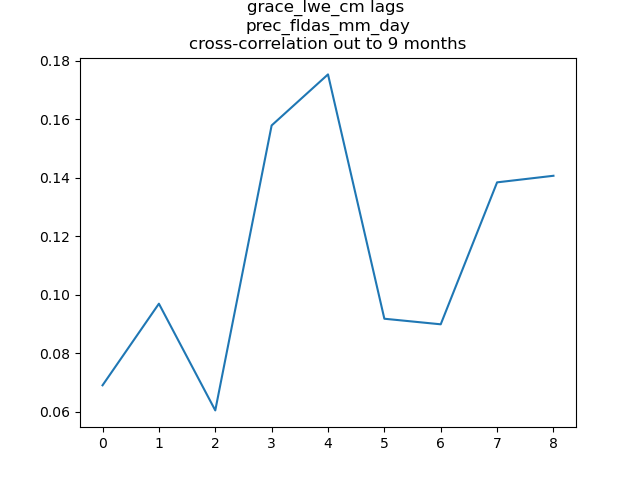 grace_lwe_cm lags
prec_fldas_mm_day
cross-correlation out to 9 months
0.18
0.16
0.14
0.12
0.10
0.08
0.06
0 1 2 3 4 5 6 7 8